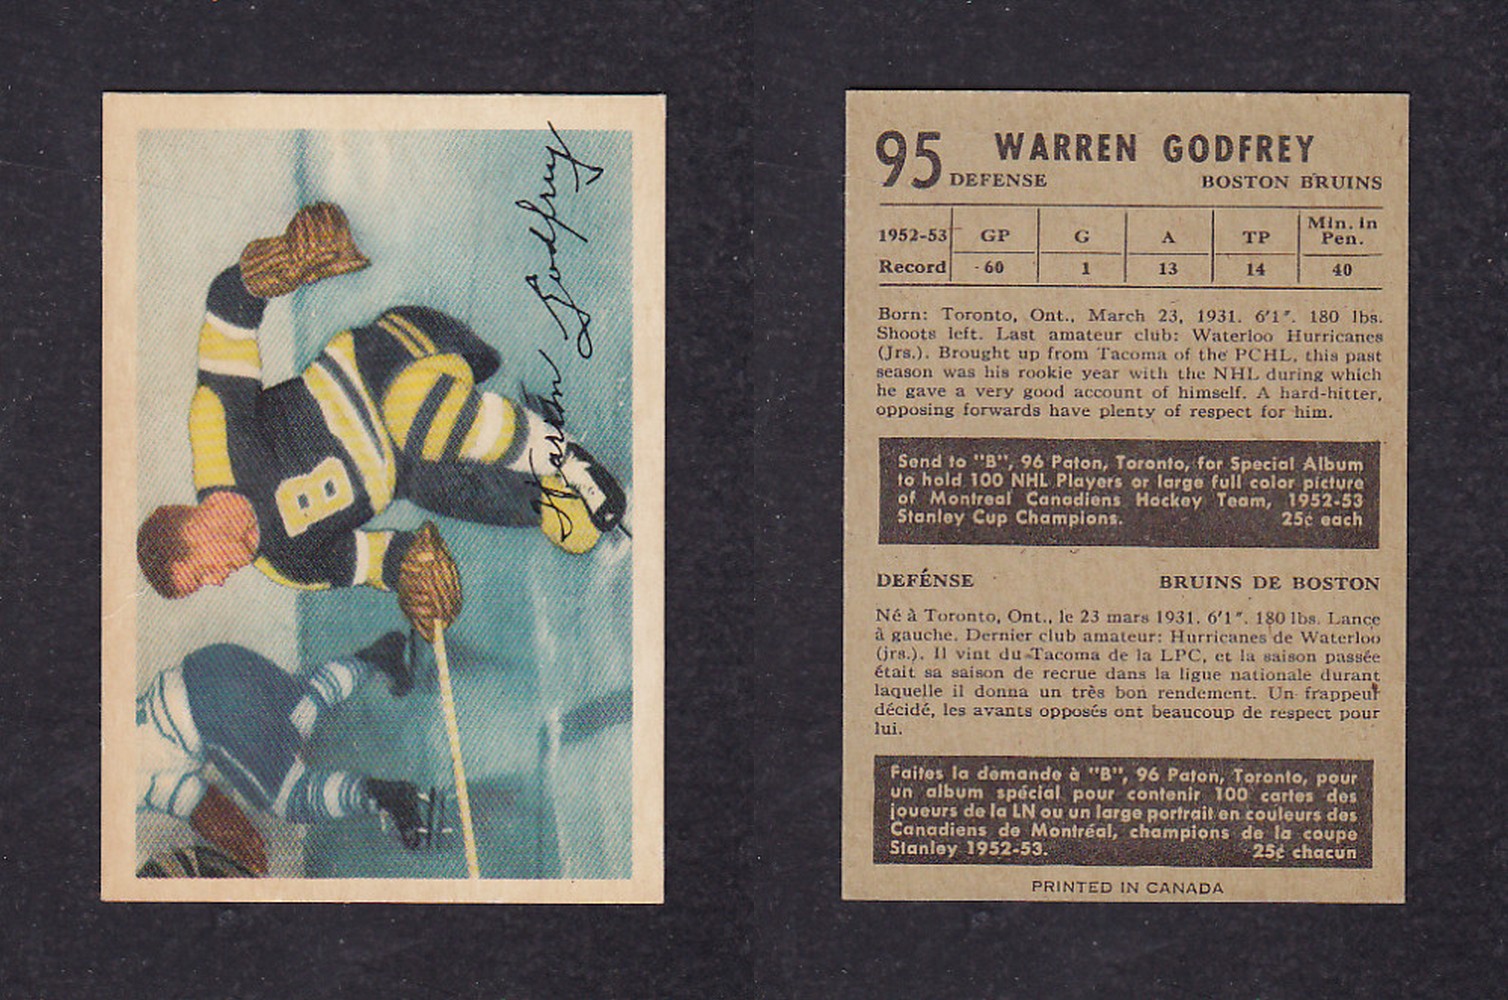 Warren Godfrey
B
95 WARREN GODFREY
DEFENSE BOSTON BRUINS
1952-53 GP G A TP Min. in Pen.
Record 60 1 13 14 40
Born: Toronto, Ont., March 23, 1931. 6'1". 180 lbs.
Shoots left. Last amateur club: Waterloo Hurricanes
(Jrs.). Brought up from Tacoma of the PCHL, this past
season was his rookie year with the NHL during which
he gave a very good account of himself. A hard-hitter,
opposing forwards have plenty of respect for him.
Send to "B", 96 Paton, Toronto, for Special Album
to hold 100 NHL Players or large full color picture
of Montreal Canadiens Hockey Team, 1952-53
Stanley Cup Champions. 25¢ each
DEFÉNSE BRUINS DE BOSTON
Né à Toronto, Ont., le 23 mars 1931. 6'1". 180 lbs. Lance
à gauche. Dernier club amateur: Hurricanes de Waterloo
(jrs.). Il vint du Tacoma de la LPC, et la saison passée
était sa saison de recrue dans la ligue nationale durant
laquelle il donna un très bon rendement. Un frappeur
décidé, les avants opposés ont beaucoup de respect pour
lui.
Faites la demande à "B", 96 Paton, Toronto, pour
un album spécial pour contenir 100 cartes des
joueurs de la LN ou un large portrait en couleurs des
Canadiens de Montréal, champions de la coupe
Stanley 1952-53. 25¢ chacun
PRINTED IN CANADA